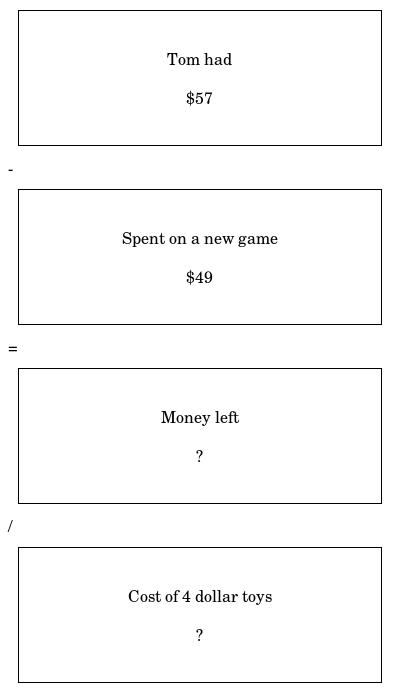 Tom had
$57
-
Spent on a new game
$49
=
Money left
?
/
Cost of 4 dollar toys
?